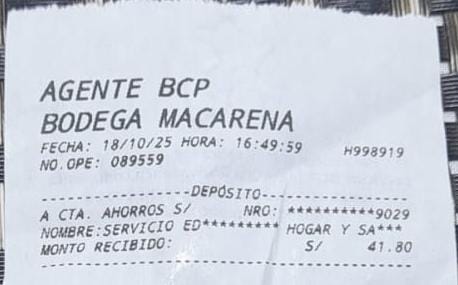 AGENTE BCP
BODEGA MACARENA
FECHA: 18/10/25 HORA: 16:49:59 H998919
NO.OPE: 089559
--------------------DEPÓSITO--------------------
A CTA. AHORROS S/ NRO: **********9029
NOMBRE:SERVICIO ED********* HOGAR Y SA***
MONTO RECIBIDO: S/ 41.80
------------------------------------------------